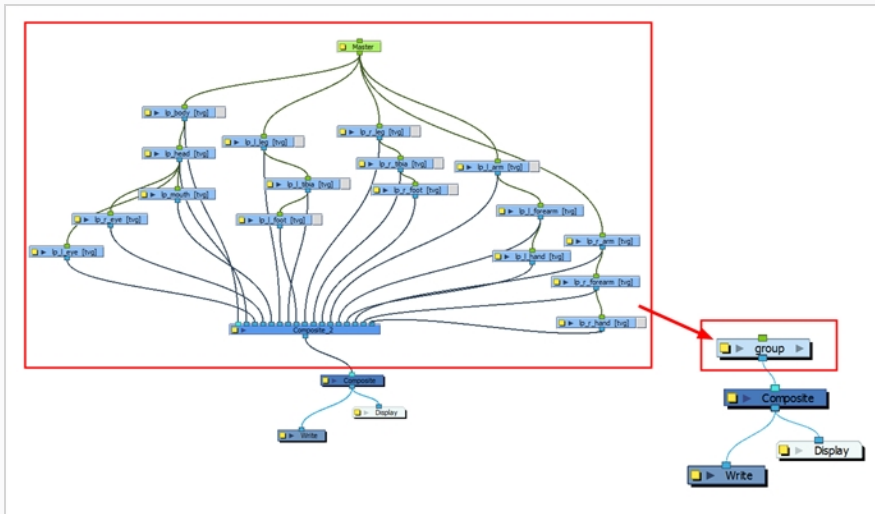 Master
lp_body [tvg]
lp_r_leg [tvg]
lp_l_leg [tvg]
lp_head [tvg]
lp_r_tibia [tvg]
lp_l_arm [tvg]
lp_l_tibia [tvg]
lp_r_foot [tvg]
lp_mouth [tvg]
lp_l_forearm [tvg]
lp_r_eye [tvg]
lp_l_foot [tvg]
lp_r_arm [tvg]
lp_l_eye [tvg]
lp_l_hand [tvg]
lp_r_forearm [tvg]
lp_r_hand [tvg]
Composite_2
group
Composite
Composite
Display
Write
Display
Write